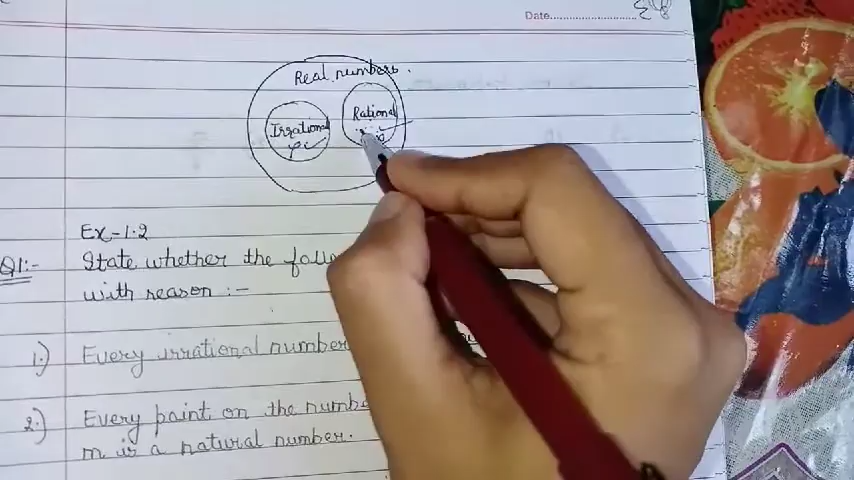 Date
Real numbers.
Rational
Irrational
Ex-1.2
Q1:- State whether the follo
with reason :-
1.) Every irrational number
2.) Every point on the numbe
m is a natural number.